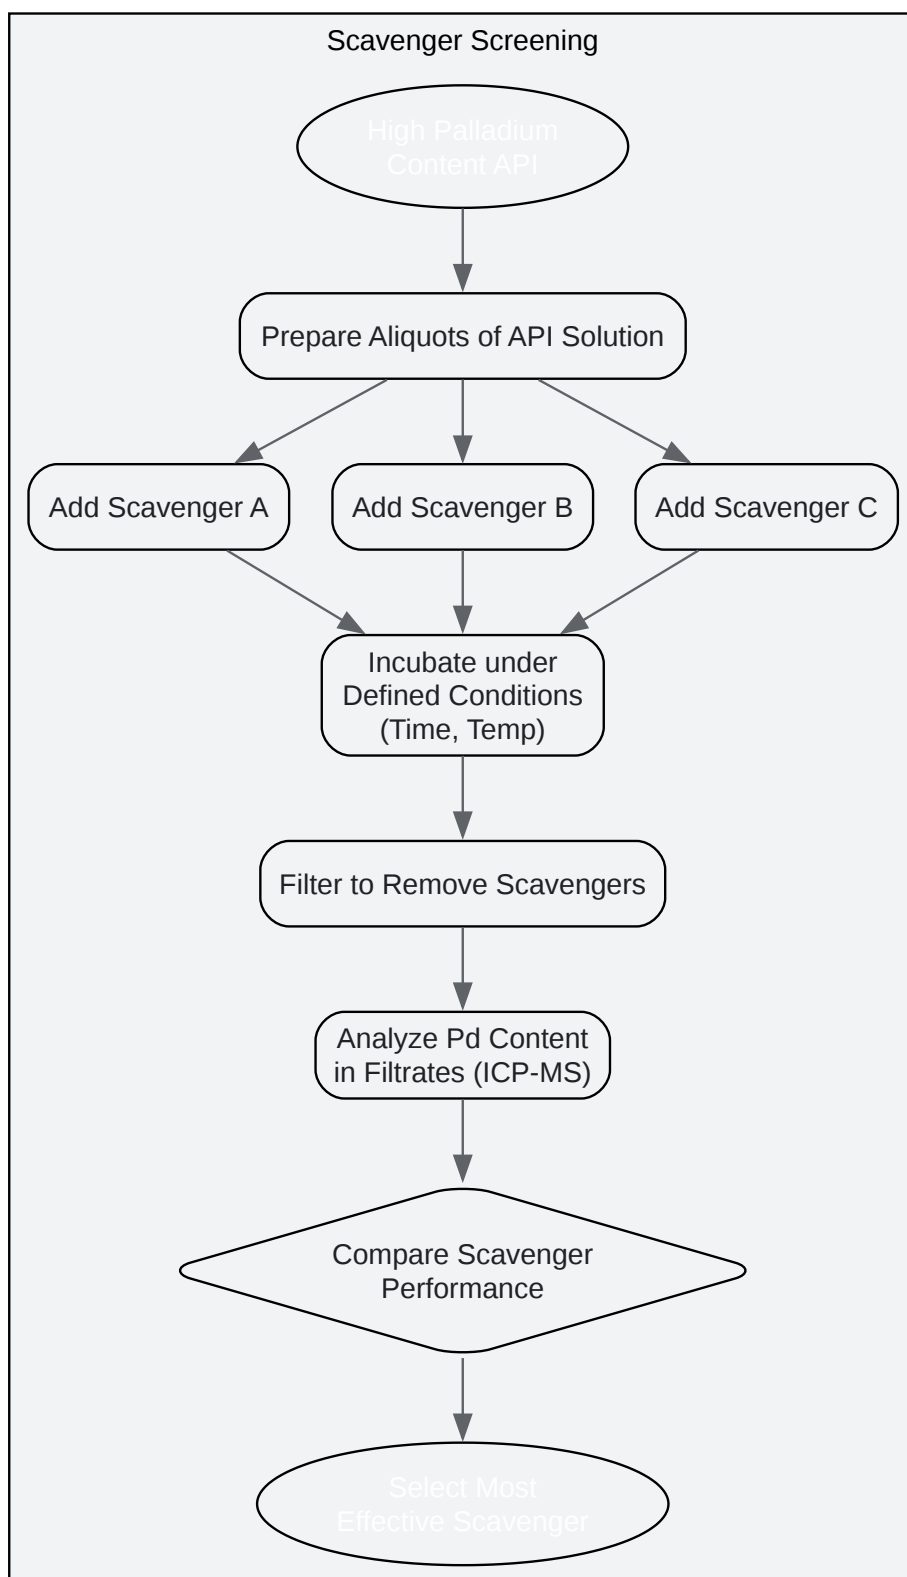 Scavenger Screening
High Palladium
Content API
Prepare Aliquots of API Solution
Add Scavenger A
Add Scavenger B
Add Scavenger C
Incubate under
Defined Conditions
(Time, Temp)
Filter to Remove Scavengers
Analyze Pd Content
in Filtrates (ICP-MS)
Compare Scavenger
Performance
Select Most
Effective Scavenger